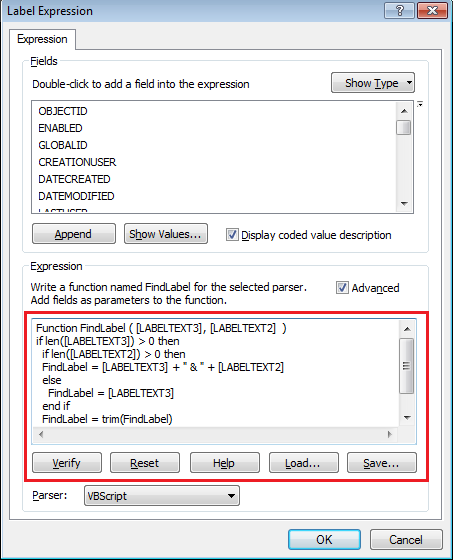 Label Expression
Expression
Fields
Double-click to add a field into the expression
Show Type
OBJECTID
ENABLED
GLOBALID
CREATIONUSER
DATECREATED
DATEMODIFIED
LASTUSER
Append
Show Values...
Display coded value description
Expression
Write a function named FindLabel for the selected parser.
Add fields as parameters to the function.
Advanced
Function FindLabel ( [LABELTEXT3], [LABELTEXT2]  )
if len([LABELTEXT3]) > 0 then
  if len([LABELTEXT2]) > 0 then
  FindLabel = [LABELTEXT3] + " & " + [LABELTEXT2]
  else
    FindLabel = [LABELTEXT3]
  end if
  FindLabel = trim(FindLabel)
Verify
Reset
Help
Load...
Save...
Parser:
VBScript
OK
Cancel